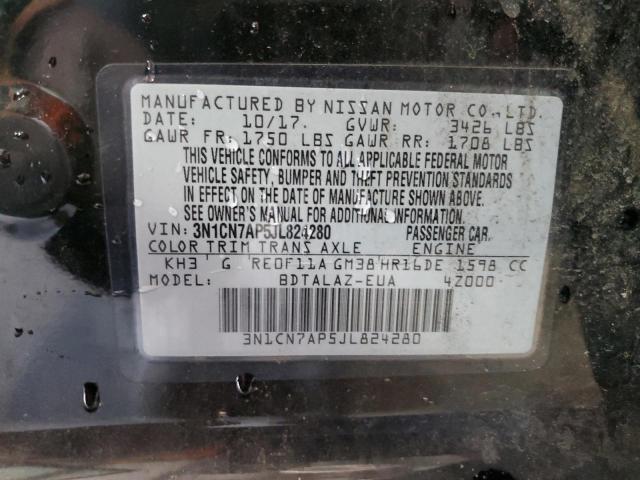 MANUFACTURED BY NISSAN MOTOR CO., LTD.
DATE: 10/17. GVWR: 3426 LBS
GAWR FR: 1750 LBS GAWR RR: 1708 LBS
THIS VEHICLE CONFORMS TO ALL APPLICABLE FEDERAL MOTOR
VEHICLE SAFETY, BUMPER AND THEFT PREVENTION STANDARDS
IN EFFECT ON THE DATE OF MANUFACTURE SHOWN ABOVE.
SEE OWNER'S MANUAL FOR ADDITIONAL INFORMATION.
VIN: 3N1CN7AP5JL824280 PASSENGER CAR.
COLOR TRIM TRANS AXLE ENGINE
KH3 G RE0F11A GM38 HR16DE 1598 CC
MODEL: BDTALAZ-EUA 4Z000
3N1CN7AP5JL824280